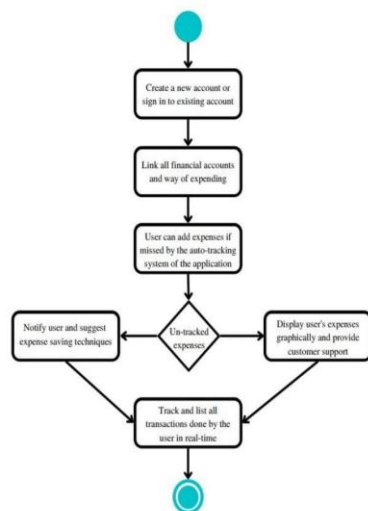 Create a new account or
sign in to existing account
Link all financial accounts
and way of expending
User can add expenses if
missed by the auto-tracking
system of the application
Un-tracked
expenses
Notify user and suggest
expense saving techniques
Display user's expenses
graphically and provide
customer support
Track and list all
transactions done by the
user in real-time